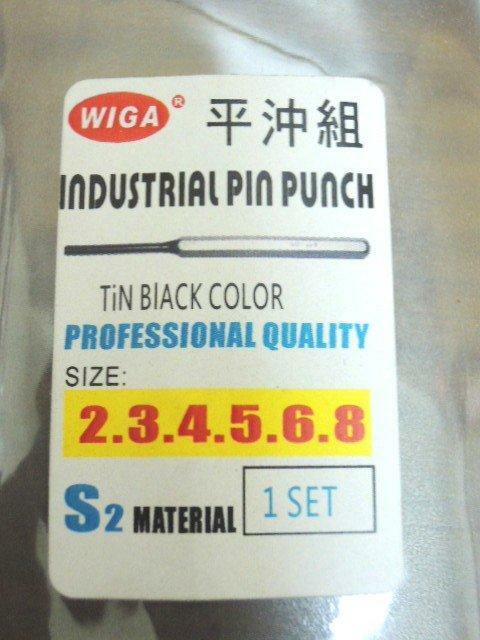 WIGA® 平沖組
INDUSTRIAL PIN PUNCH
TiN BlACK COLOR
PROFESSIONAL QUALITY
SIZE:
2.3.4.5.6.8
S2 MATERIAL 1 SET